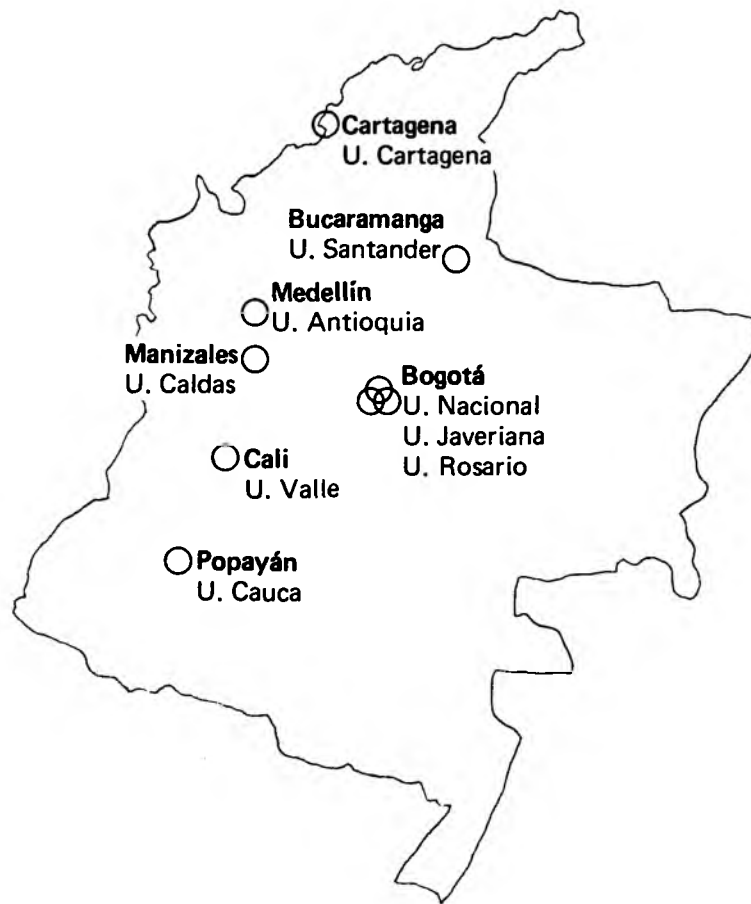 Cartagena
U. Cartagena
Bucaramanga
U. Santander
Medellín
U. Antioquia
Manizales
U. Caldas
Bogotá
U. Nacional
U. Javeriana
U. Rosario
Cali
U. Valle
Popayán
U. Cauca